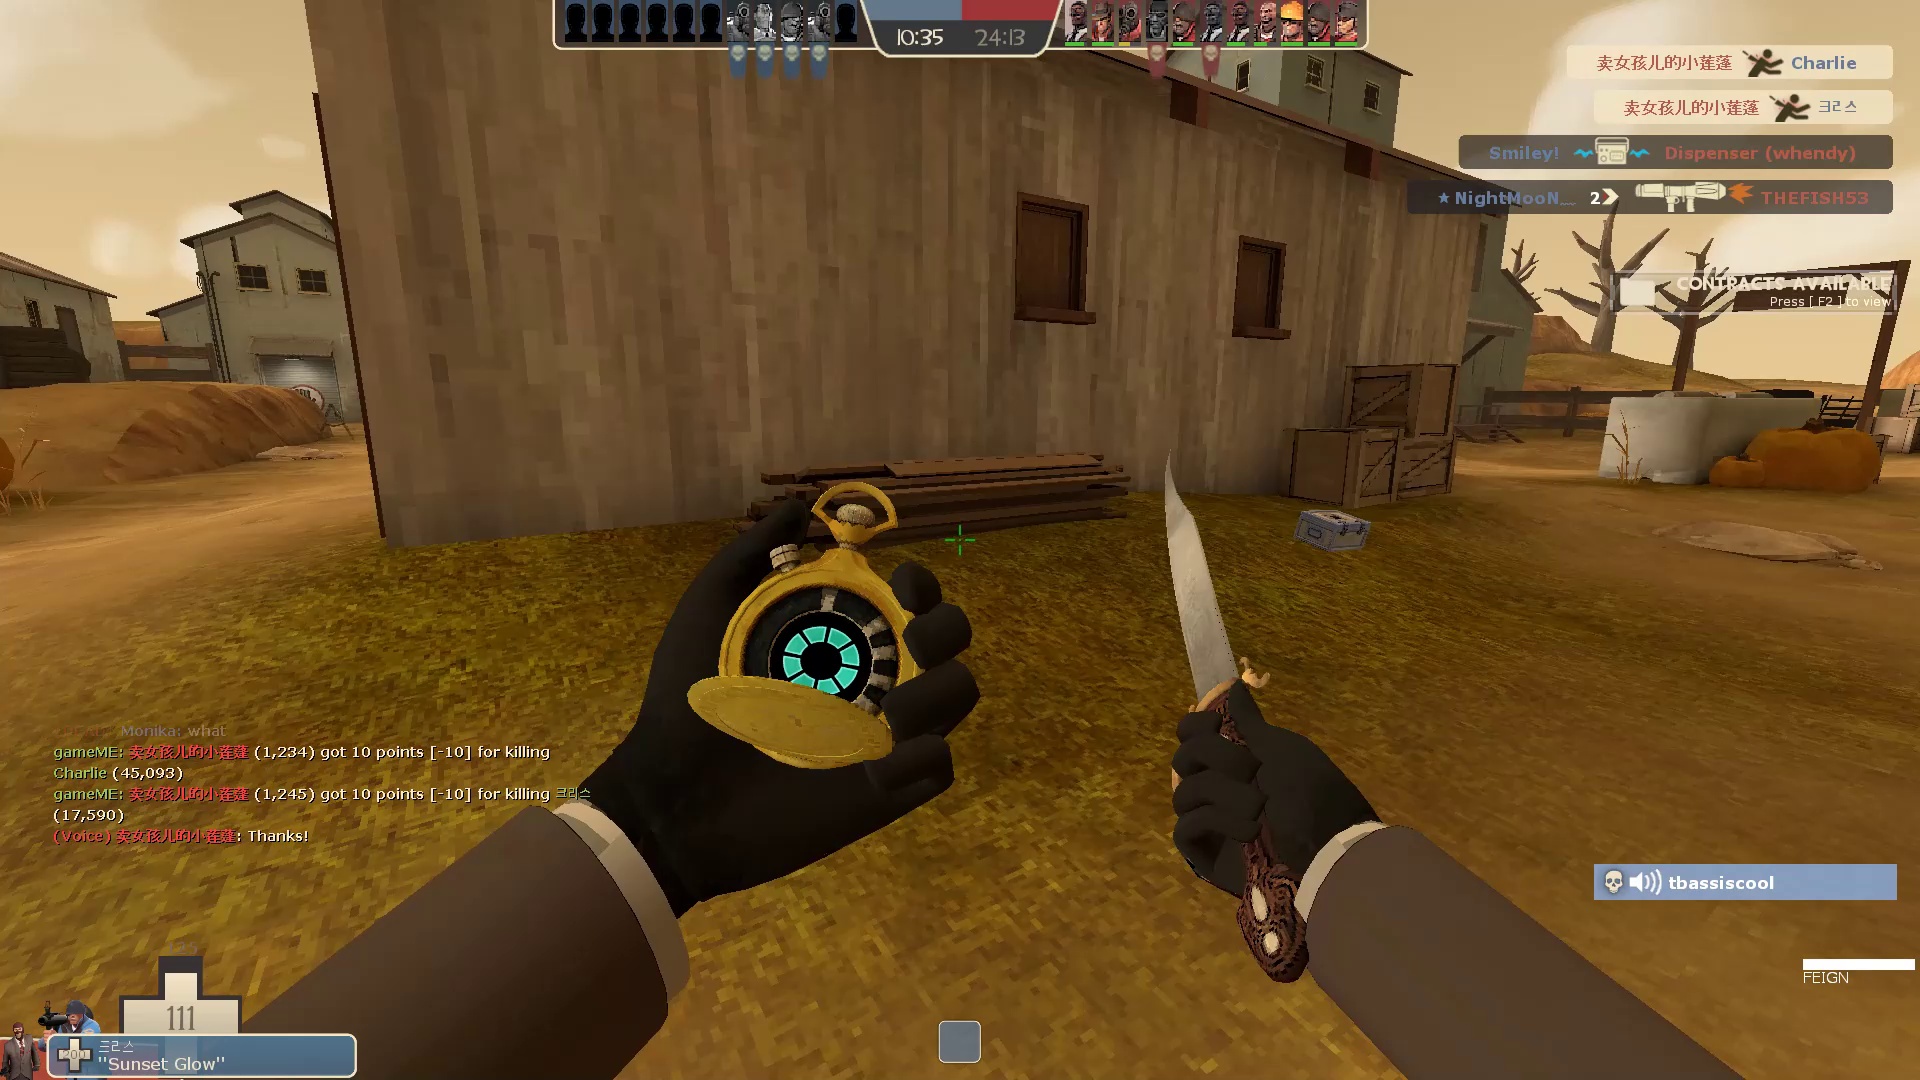 10:35 24:13
卖女孩儿的小莲蓬 Charlie
卖女孩儿的小莲蓬 크리스
Smiley! Dispenser (whendy)
★ NightMooN__ 2 THEFISH53
CONTRACTS AVAILABLE
Press [ F2 ] to view
Monika: what
gameME: 卖女孩儿的小莲蓬 (1,234) got 10 points [-10] for killing
Charlie (45,093)
gameME: 卖女孩儿的小莲蓬 (1,245) got 10 points [-10] for killing 크리스
(17,590)
(Voice) 卖女孩儿的小莲蓬: Thanks!
tbassiscool
FEIGN
111
200
크리스
"Sunset Glow"